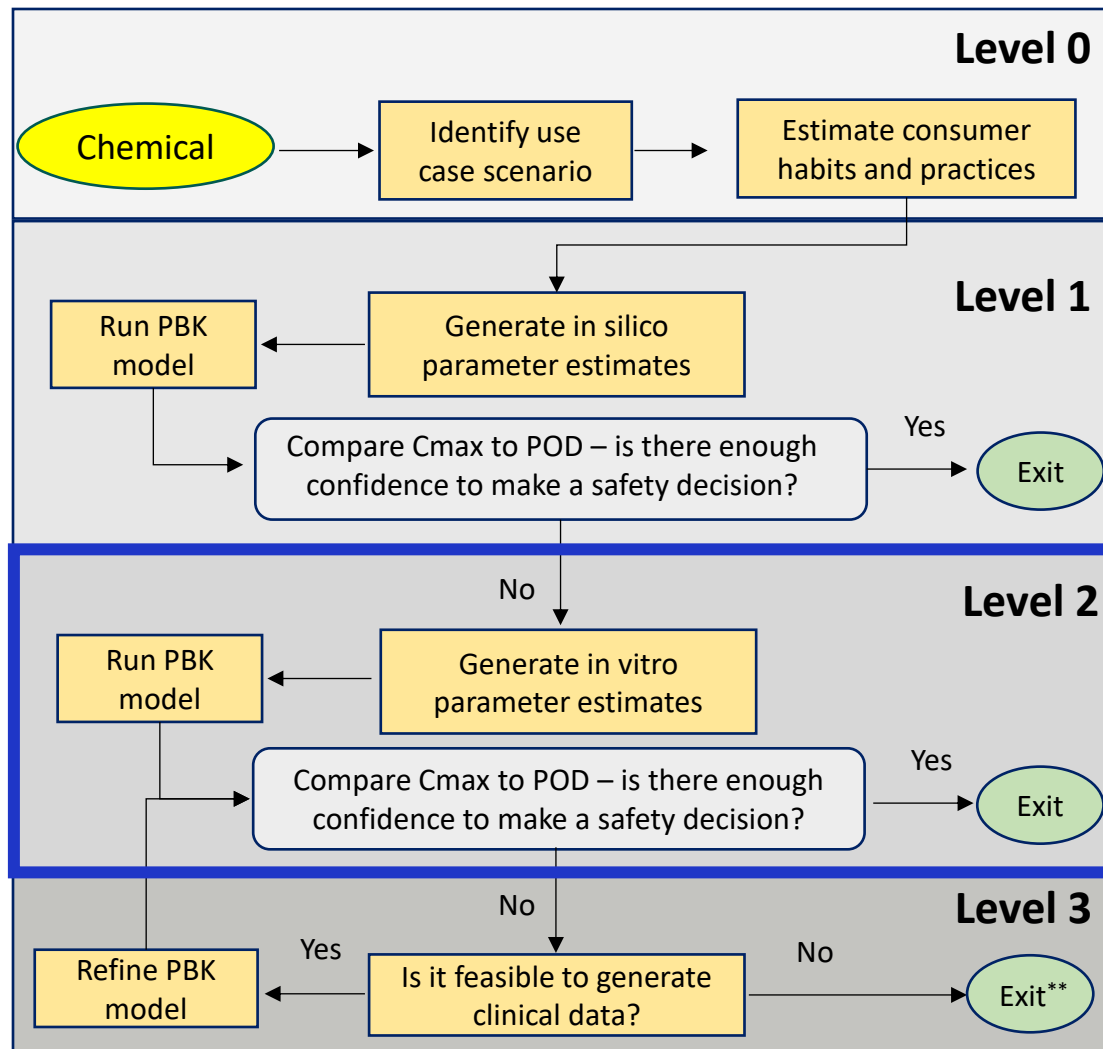 Level 0
Chemical
Identify use
case scenario
Estimate consumer
habits and practices
Level 1
Run PBK
model
Generate in silico
parameter estimates
Compare Cmax to POD – is there enough
confidence to make a safety decision?
Yes
Exit
No
Level 2
Run PBK
model
Generate in vitro
parameter estimates
Compare Cmax to POD – is there enough
confidence to make a safety decision?
Yes
Exit
No
Level 3
Refine PBK
model
Yes
Is it feasible to generate
clinical data?
No
Exit**